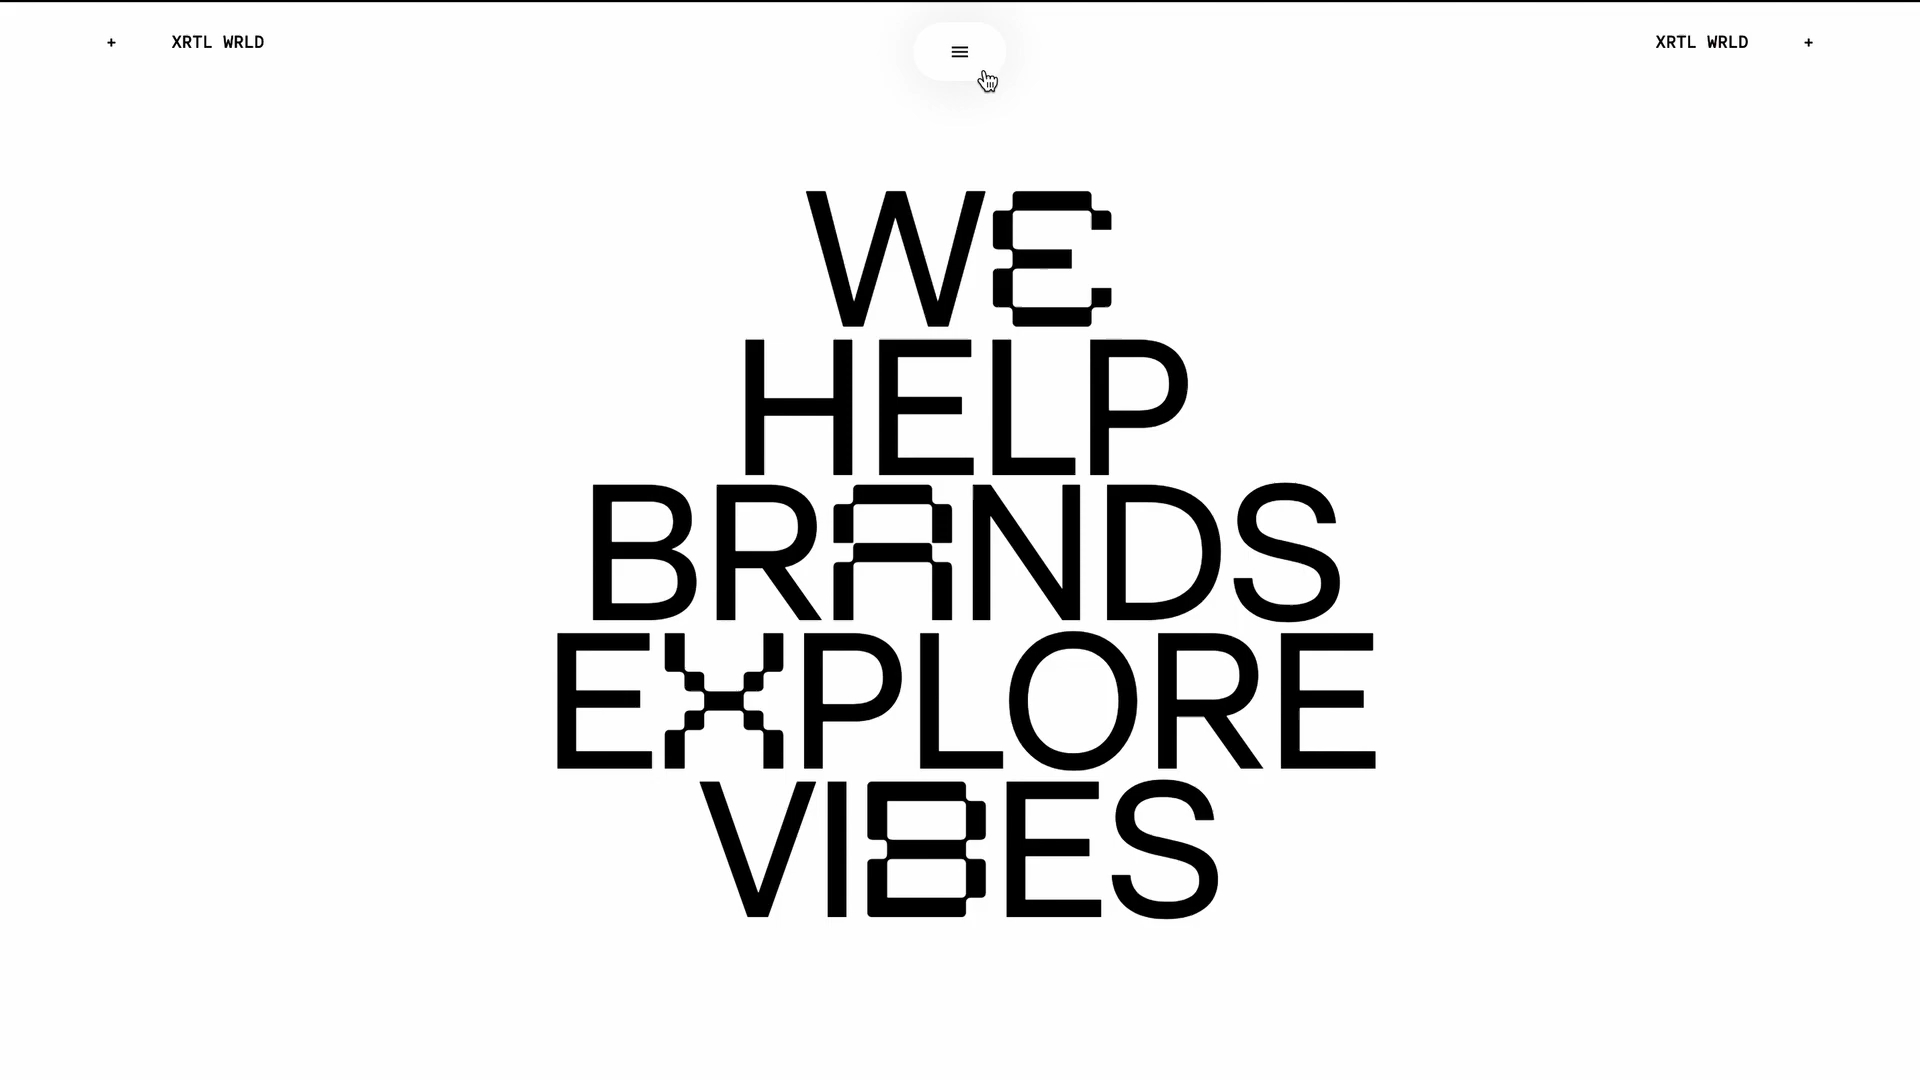 + XRTL WRLD
XRTL WRLD +
WE
HELP
BRANDS
EXPLORE
VIBES